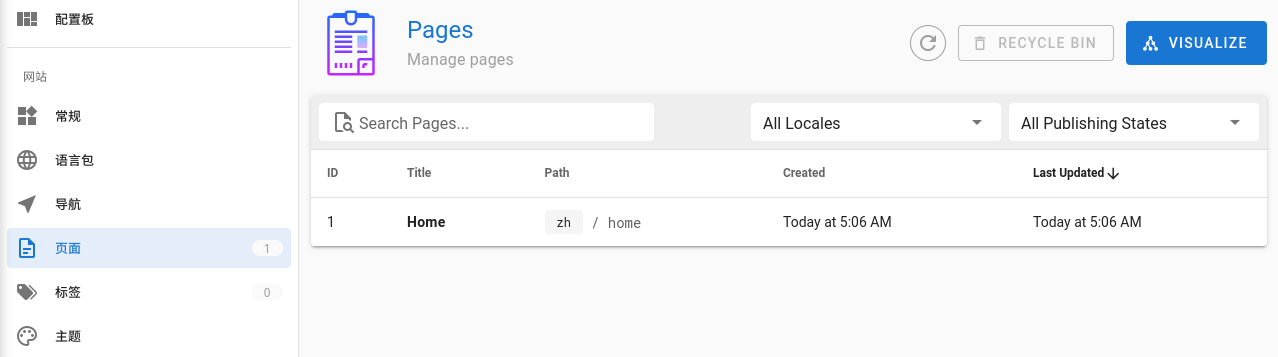 配置板
网站
常规
语言包
导航
页面 1
标签 0
主题
Pages
Manage pages
RECYCLE BIN
VISUALIZE
Search Pages...
All Locales
All Publishing States
ID Title Path Created Last Updated
1 Home zh / home Today at 5:06 AM Today at 5:06 AM